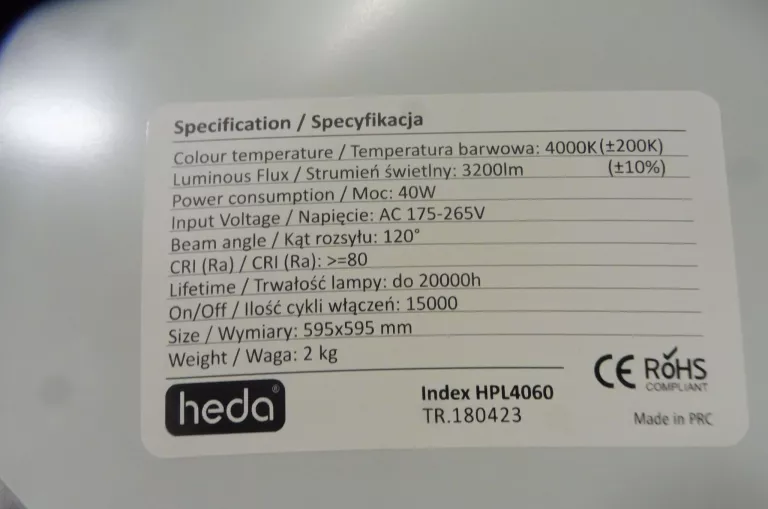 Specification / Specyfikacja
Colour temperature / Temperatura barwowa: 4000K (±200K)
Luminous Flux / Strumień świetlny: 3200lm (±10%)
Power consumption / Moc: 40W
Input Voltage / Napięcie: AC 175-265V
Beam angle / Kąt rozsyłu: 120°
CRI (Ra) / CRI (Ra): >=80
Lifetime / Trwałość lampy: do 20000h
On/Off / Ilość cykli włączeń: 15000
Size / Wymiary: 595x595 mm
Weight / Waga: 2 kg
heda®
Index HPL4060
TR.180423
CE RoHS
COMPLIANT
Made in PRC